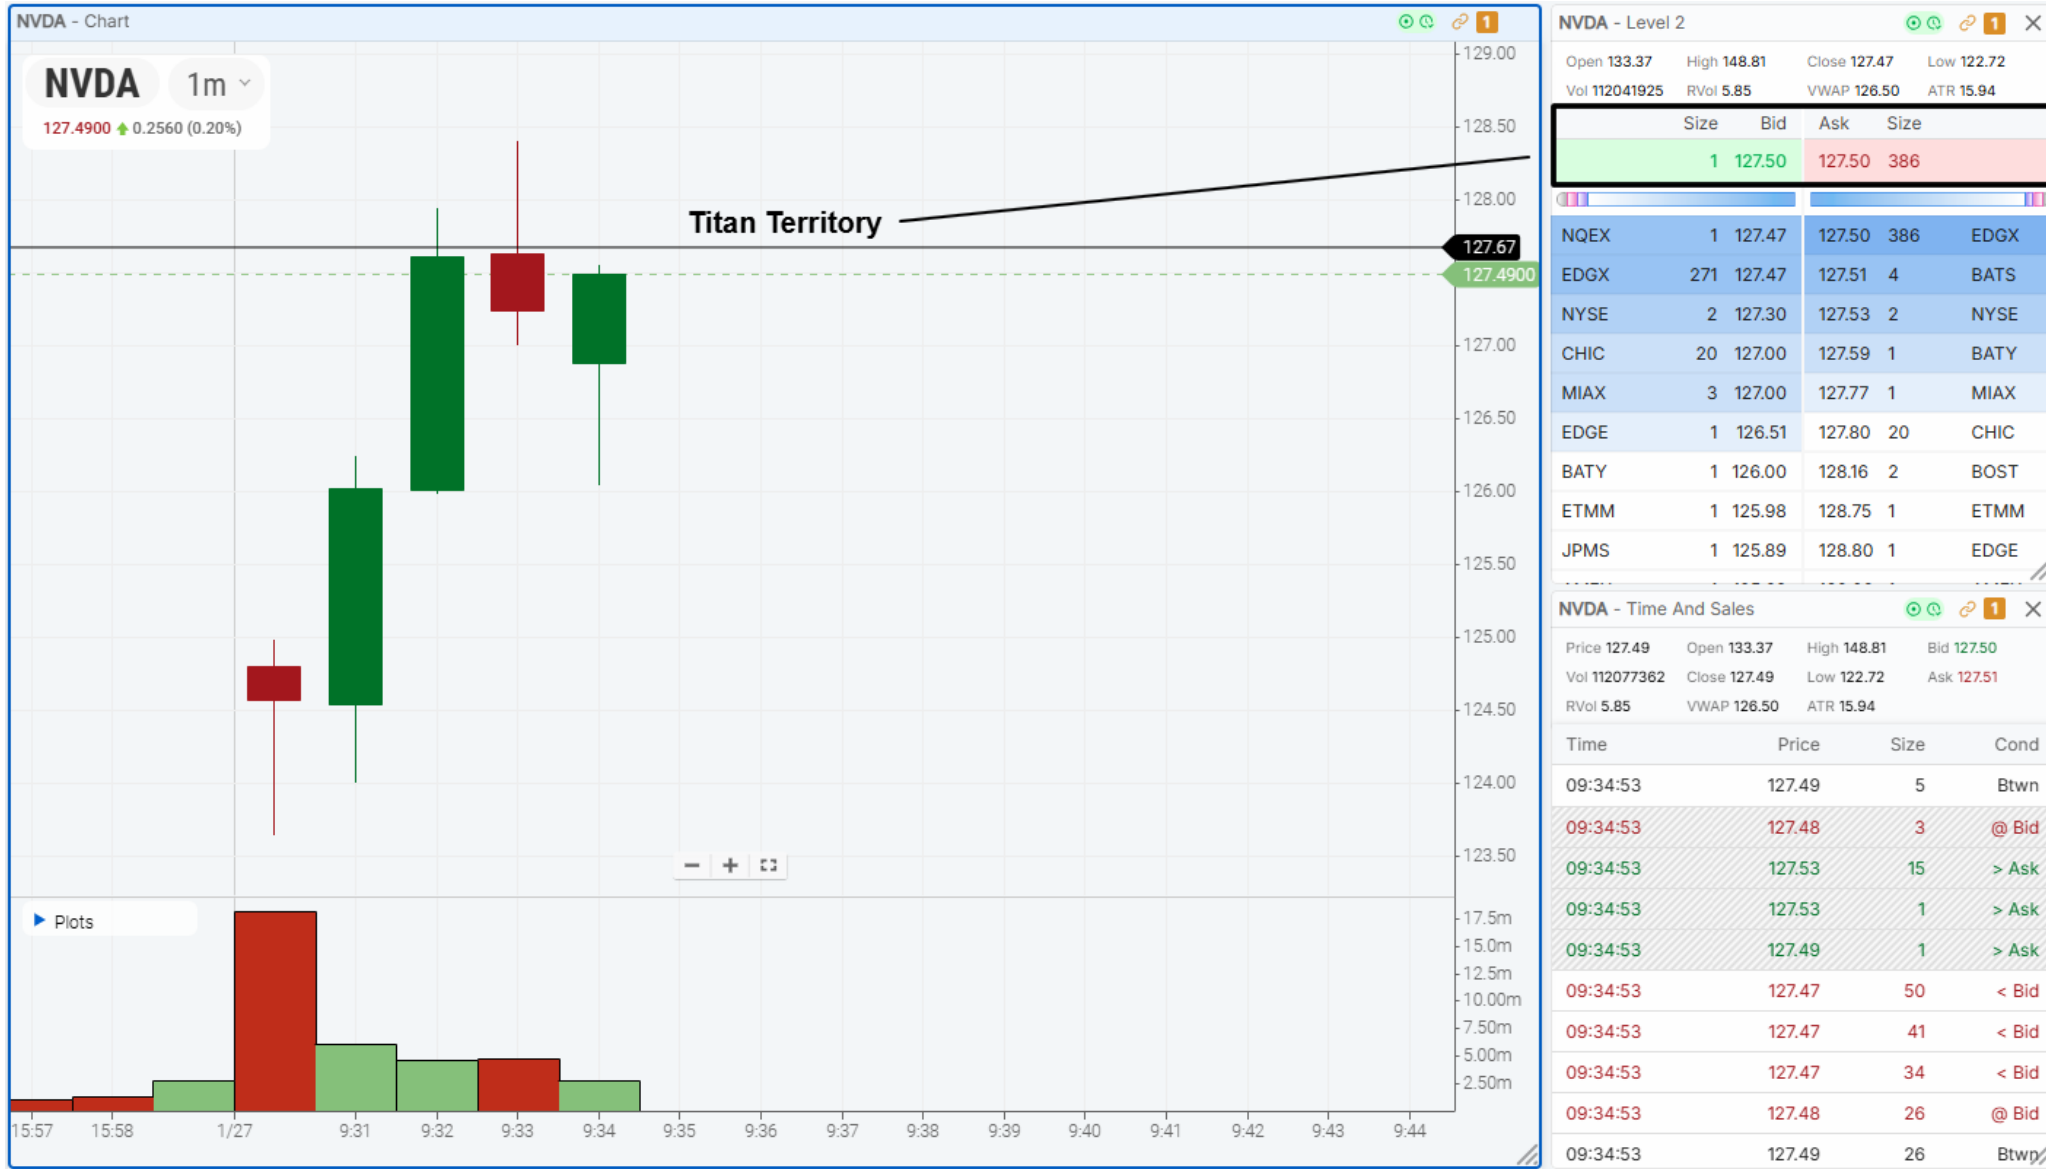 NVDA - Chart
1
NVDA 1m
127.4900 0.2560 (0.20%)
Titan Territory
129.00
128.50
128.00
127.67
127.4900
127.00
126.50
126.00
125.50
125.00
124.50
124.00
123.50
Plots
17.5m
15.0m
12.5m
10.00m
7.50m
5.00m
2.50m
15:57 15:58 1/27 9:31 9:32 9:33 9:34 9:35 9:36 9:37 9:38 9:39 9:40 9:41 9:42 9:43 9:44
NVDA - Level 2 1
Open 133.37 High 148.81 Close 127.47 Low 122.72
Vol 112041925 RVol 5.85 VWAP 126.50 ATR 15.94
Size Bid Ask Size
1 127.50 127.50 386
NQEX 1 127.47 127.50 386 EDGX
EDGX 271 127.47 127.51 4 BATS
NYSE 2 127.30 127.53 2 NYSE
CHIC 20 127.00 127.59 1 BATY
MIAX 3 127.00 127.77 1 MIAX
EDGE 1 126.51 127.80 20 CHIC
BATY 1 126.00 128.16 2 BOST
ETMM 1 125.98 128.75 1 ETMM
JPMS 1 125.89 128.80 1 EDGE
NVDA - Time And Sales 1
Price 127.49 Open 133.37 High 148.81 Bid 127.50
Vol 112077362 Close 127.49 Low 122.72 Ask 127.51
RVol 5.85 VWAP 126.50 ATR 15.94
Time Price Size Cond
09:34:53 127.49 5 Btwn
09:34:53 127.48 3 @ Bid
09:34:53 127.53 15 > Ask
09:34:53 127.53 1 > Ask
09:34:53 127.49 1 > Ask
09:34:53 127.47 50 < Bid
09:34:53 127.47 41 < Bid
09:34:53 127.47 34 < Bid
09:34:53 127.48 26 @ Bid
09:34:53 127.49 26 Btwn